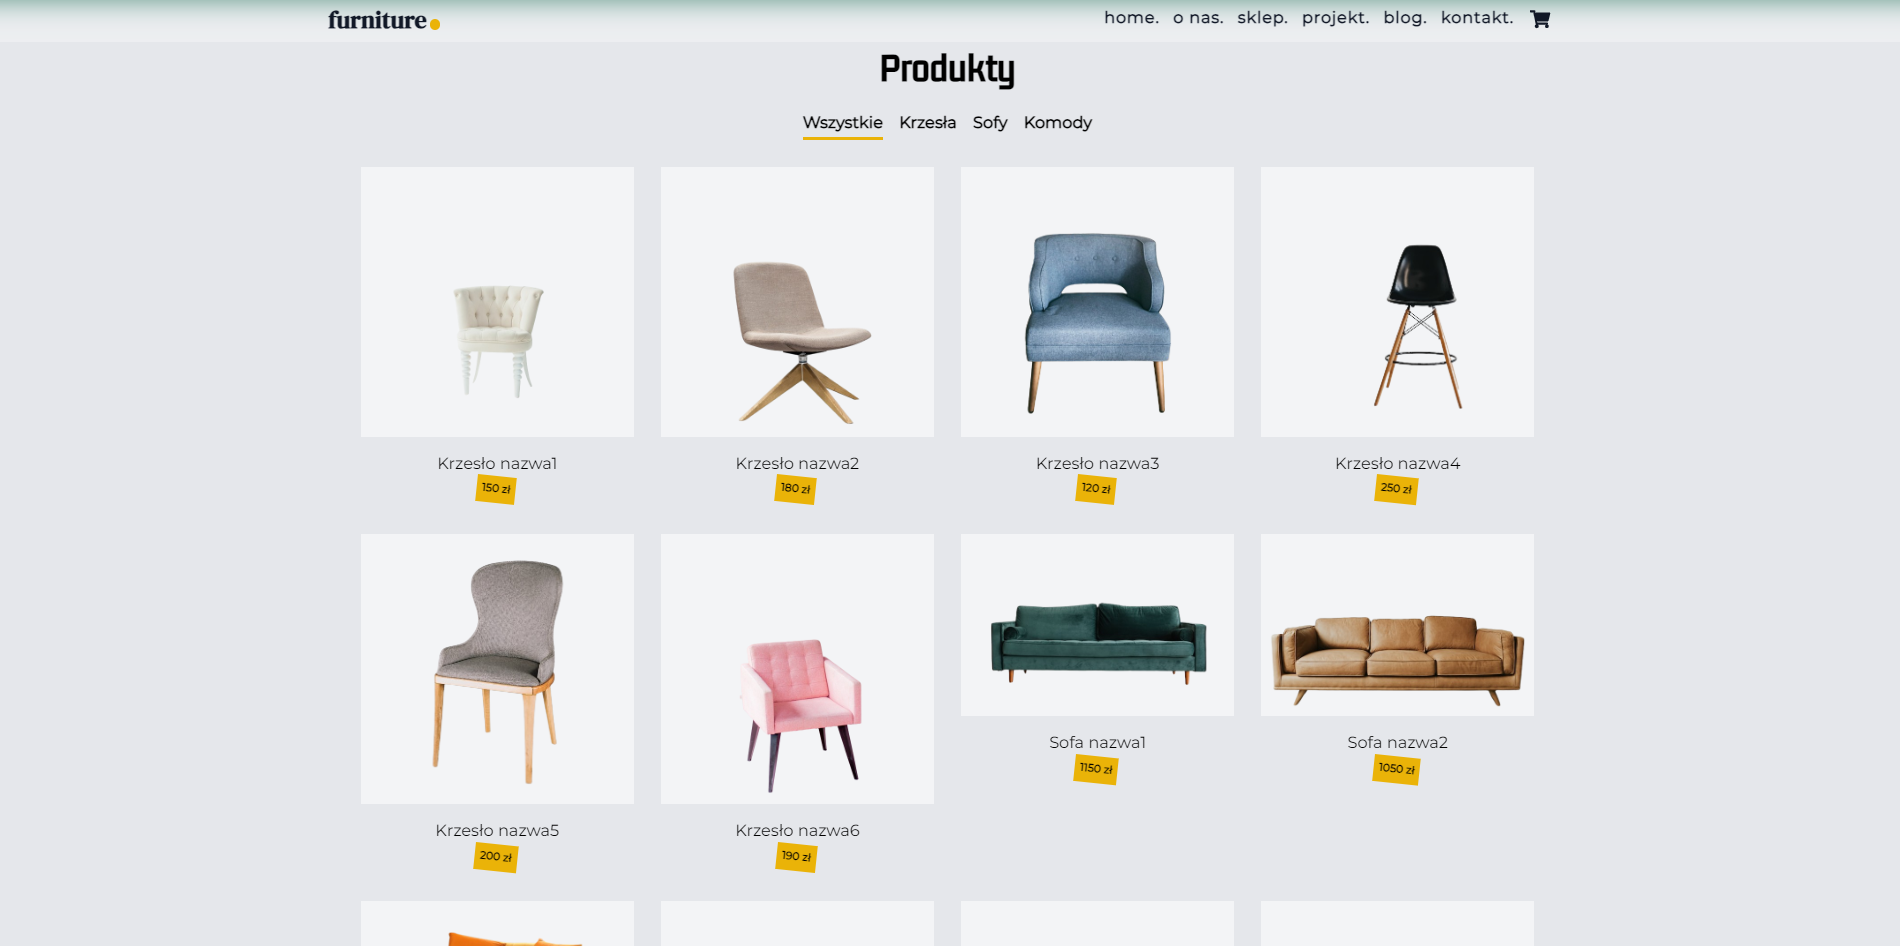 furniture
home. o nas. sklep. projekt. blog. kontakt.
Produkty
Wszystkie Krzesła Sofy Komody
Krzesło nazwa1
150 zł
Krzesło nazwa2
180 zł
Krzesło nazwa3
120 zł
Krzesło nazwa4
250 zł
Krzesło nazwa5
200 zł
Krzesło nazwa6
190 zł
Sofa nazwa1
1150 zł
Sofa nazwa2
1050 zł